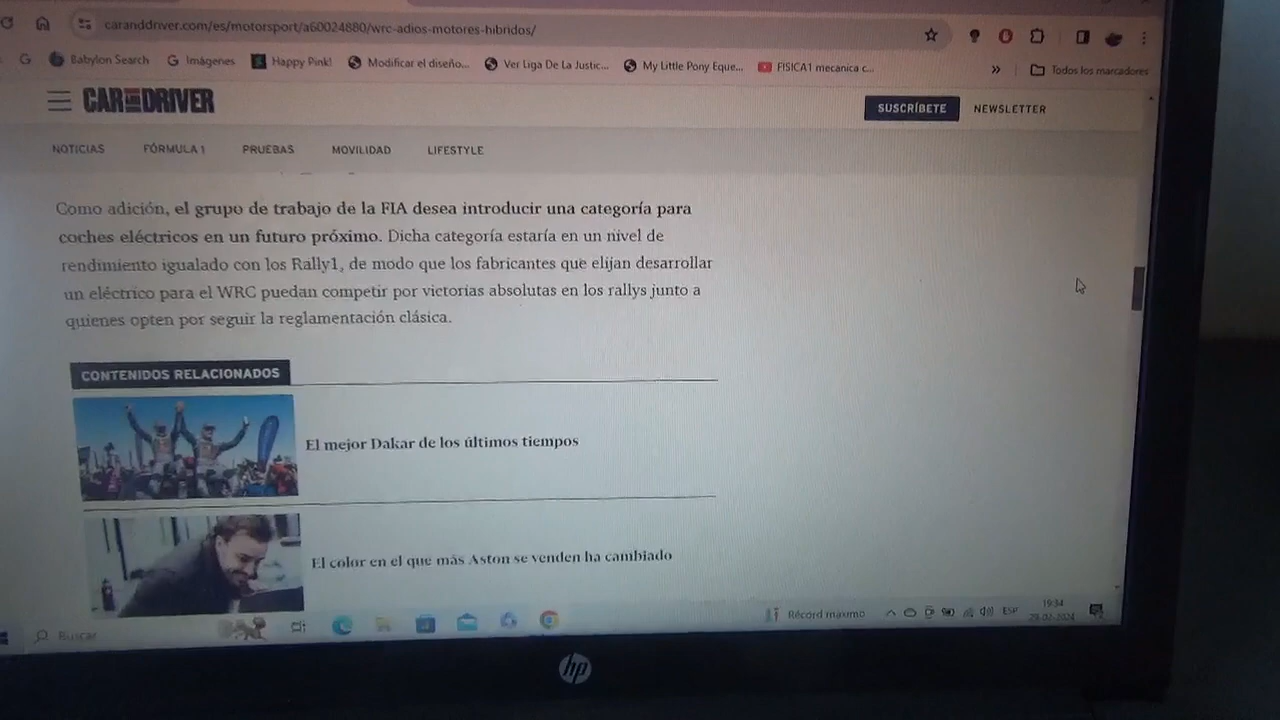 caranddriver.com/es/motorsport/a60024880/wrc-adios-motores-hibridos/
G Babylon Search G Imágenes Happy Pink! Modificar el diseño... Ver Liga De La Justic... My Little Pony Eque... FISICA1 mecanica c... » Todos los marcadores
CAR AND DRIVER SUSCRÍBETE NEWSLETTER
NOTICIAS FÓRMULA 1 PRUEBAS MOVILIDAD LIFESTYLE
Como adición, el grupo de trabajo de la FIA desea introducir una categoría para
coches eléctricos en un futuro próximo. Dicha categoría estaría en un nivel de
rendimiento igualado con los Rally1, de modo que los fabricantes que elijan desarrollar
un eléctrico para el WRC puedan competir por victorias absolutas en los rallys junto a
quienes opten por seguir la reglamentación clásica.
CONTENIDOS RELACIONADOS
El mejor Dakar de los últimos tiempos
El color en el que más Aston se venden ha cambiado
Buscar Récord máximo ESP 19:34
29-02-2024
hp